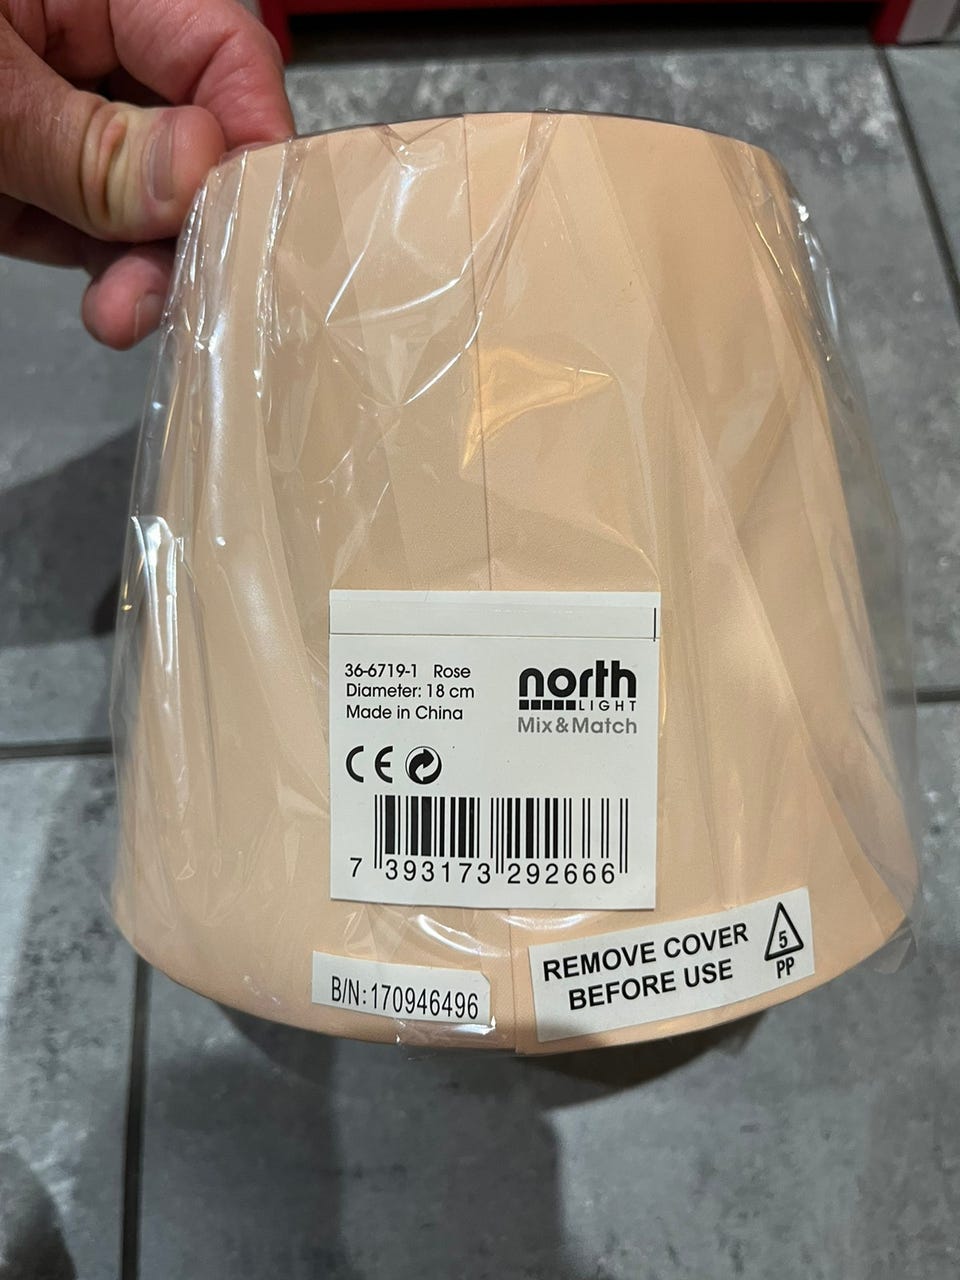 36-6719-1 Rose
Diameter: 18 cm
Made in China
north
LIGHT
Mix&Match
CE
7 393173 292666
REMOVE COVER
BEFORE USE
5
PP
B/N:170946496